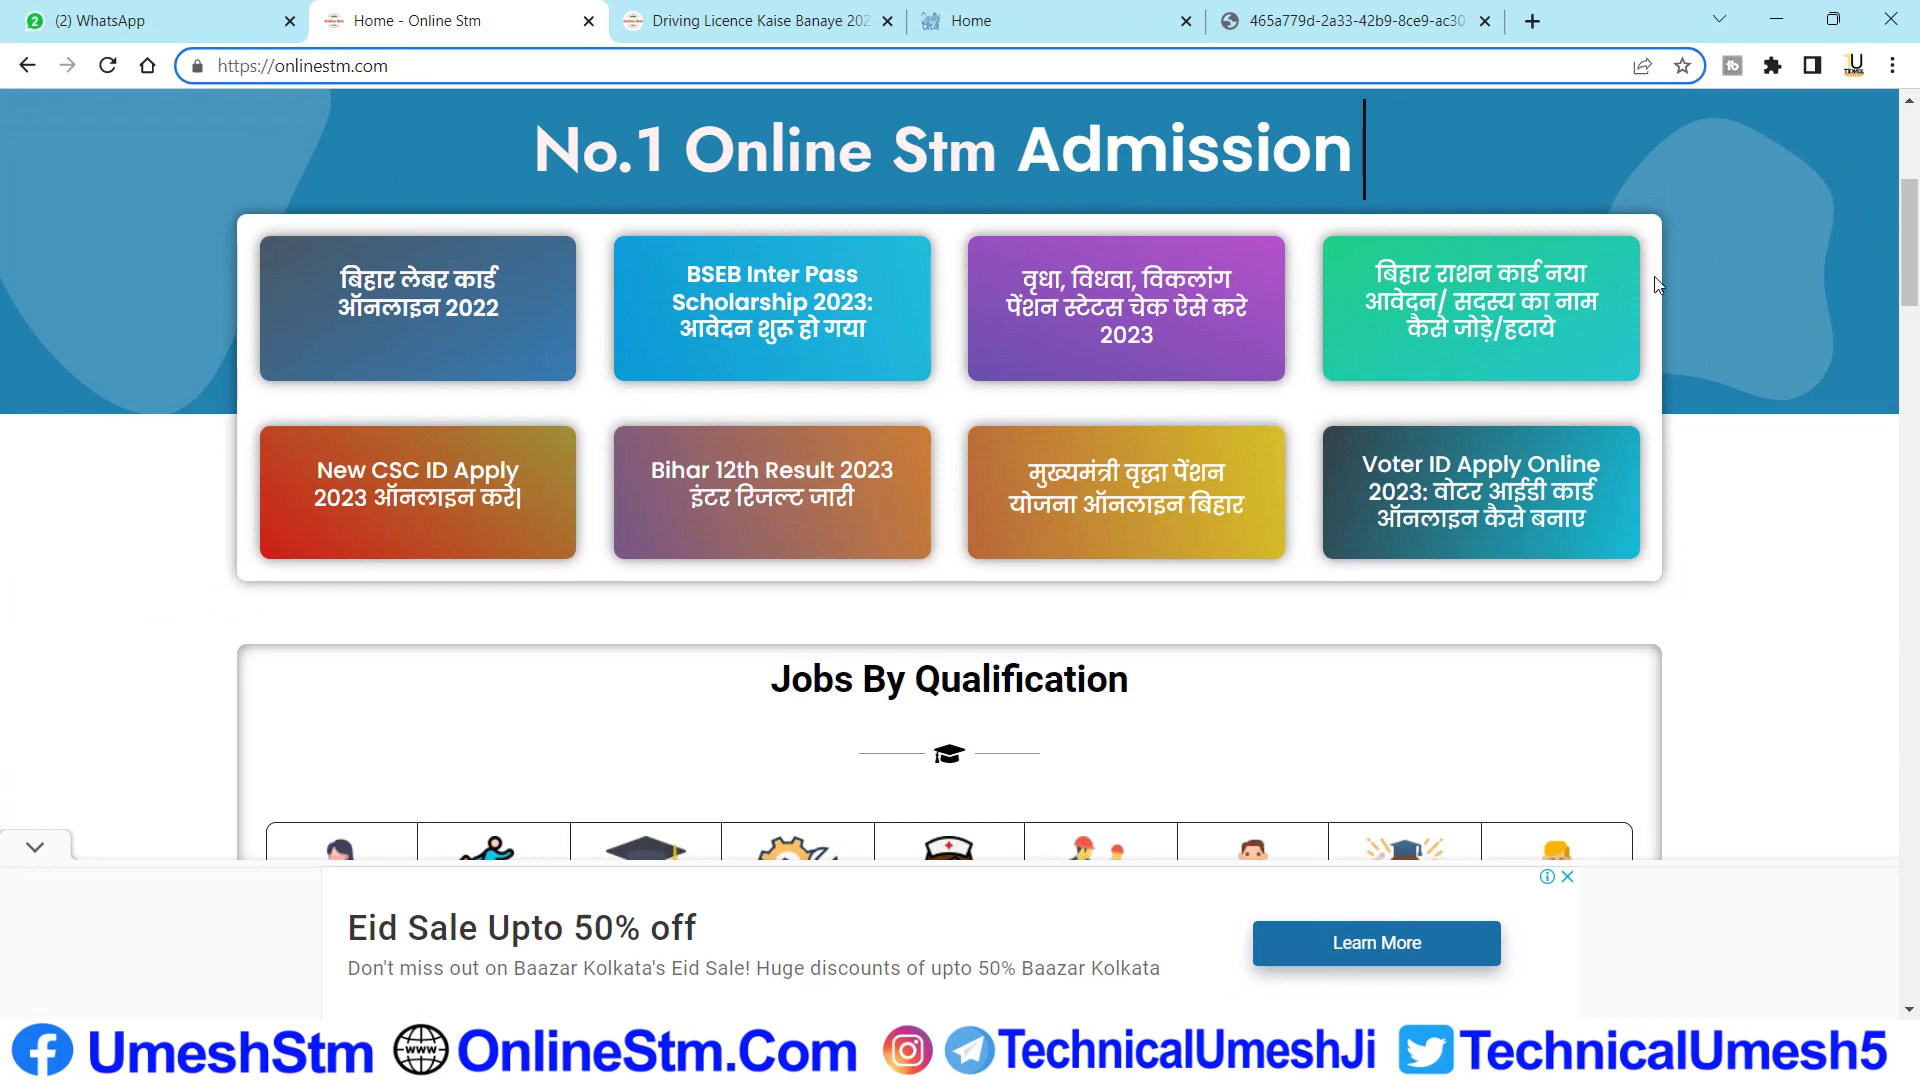 (2) WhatsApp
Home - Online Stm
Driving Licence Kaise Banaye 202
Home
465a779d-2a33-42b9-8ce9-ac30
https://onlinestm.com
No.1 Online Stm Admission
बिहार लेबर कार्ड
ऑनलाइन 2022
BSEB Inter Pass
Scholarship 2023:
आवेदन शुरू हो गया
वृधा, विधवा, विकलांग
पेंशन स्टेटस चेक ऐसे करे
2023
बिहार राशन कार्ड नया
आवेदन/ सदस्य का नाम
कैसे जोड़े/हटाये
New CSC ID Apply
2023 ऑनलाइन करे|
Bihar 12th Result 2023
इंटर रिजल्ट जारी
मुख्यमंत्री वृद्धा पेंशन
योजना ऑनलाइन बिहार
Voter ID Apply Online
2023: वोटर आईडी कार्ड
ऑनलाइन कैसे बनाए
Jobs By Qualification
Eid Sale Upto 50% off
Don't miss out on Baazar Kolkata's Eid Sale! Huge discounts of upto 50% Baazar Kolkata
Learn More
UmeshStm
www
OnlineStm.Com
TechnicalUmeshJi
TechnicalUmesh5